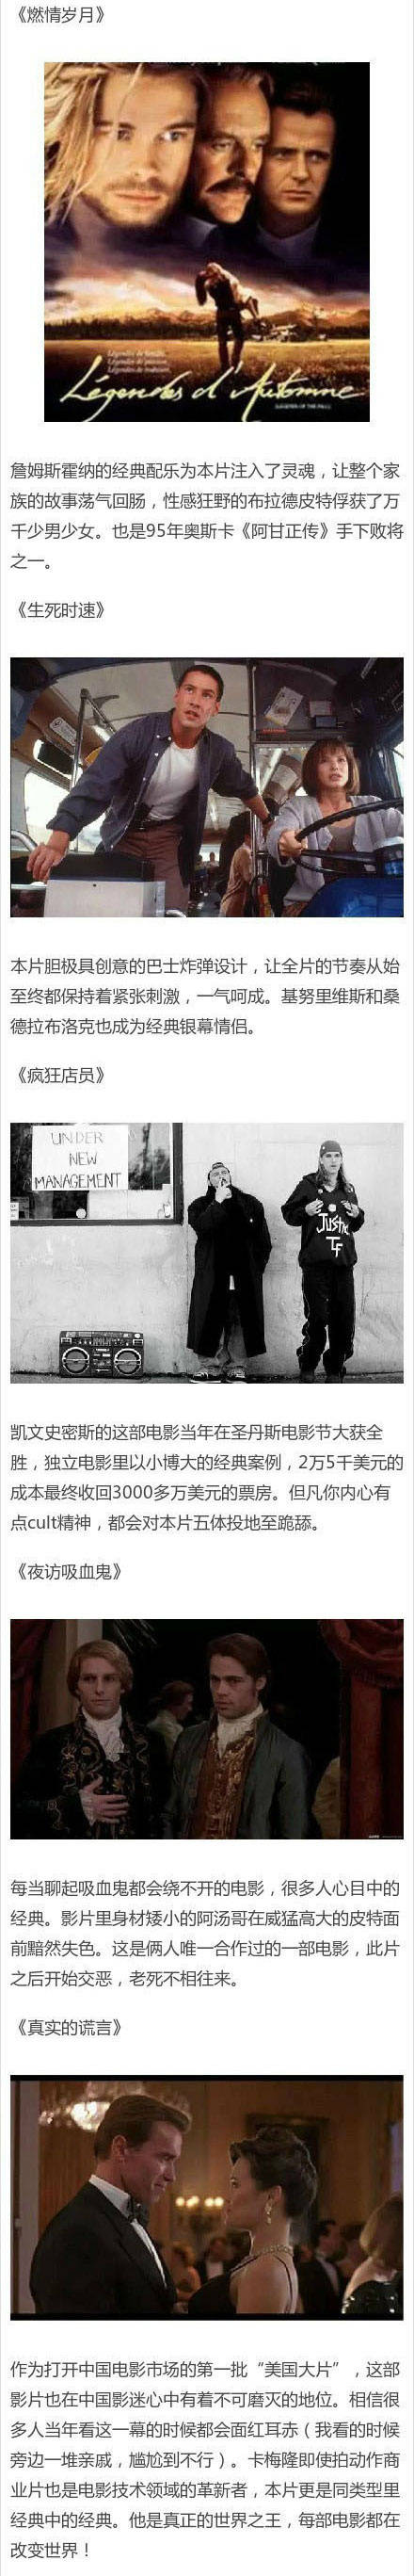 《燃情岁月》
Légendes d'Automne
詹姆斯霍纳的经典配乐为本片注入了灵魂，让整个家
族的故事荡气回肠，性感狂野的布拉德皮特俘获了万
千少男少女。也是95年奥斯卡《阿甘正传》手下败将
之一。
《生死时速》
本片胆极具创意的巴士炸弹设计，让全片的节奏从始
至终都保持着紧张刺激，一气呵成。基努里维斯和桑
德拉布洛克也成为经典银幕情侣。
《疯狂店员》
UNDER
NEW
MANAGEMENT
凯文史密斯的这部电影当年在圣丹斯电影节大获全
胜，独立电影里以小博大的经典案例，2万5千美元的
成本最终收回3000多万美元的票房。但凡你内心有
点cult精神，都会对本片五体投地至跪舔。
《夜访吸血鬼》
每当聊起吸血鬼都会绕不开的电影，很多人心目中的
经典。影片里身材矮小的阿汤哥在威猛高大的皮特面
前黯然失色。这是俩人唯一合作过的一部电影，此片
之后开始交恶，老死不相往来。
《真实的谎言》
作为打开中国电影市场的第一批“美国大片”，这部
影片也在中国影迷心中有着不可磨灭的地位。相信很
多人当年看这一幕的时候都会面红耳赤（我看的时候
旁边一堆亲戚，尴尬到不行）。卡梅隆即使拍动作商
业片也是电影技术领域的革新者，本片更是同类型里
经典中的经典。他是真正的世界之王，每部电影都在
改变世界！